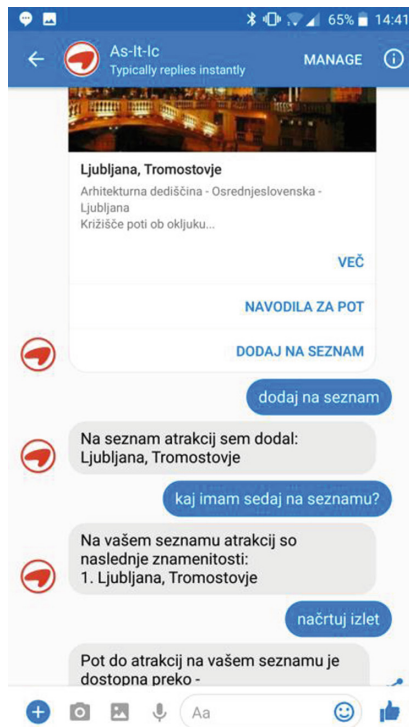 65% 14:41
As-It-Ic
Typically replies instantly
MANAGE
Ljubljana, Tromostovje
Arhitekturna dediščina - Osrednjeslovenska -
Ljubljana
Križišče poti ob okljuku...
VEČ
NAVODILA ZA POT
DODAJ NA SEZNAM
dodaj na seznam
Na seznam atrakcij sem dodal:
Ljubljana, Tromostovje
kaj imam sedaj na seznamu?
Na vašem seznamu atrakcij so
naslednje znamenitosti:
1. Ljubljana, Tromostovje
načrtuj izlet
Pot do atrakcij na vašem seznamu je
dostopna preko -
Aa